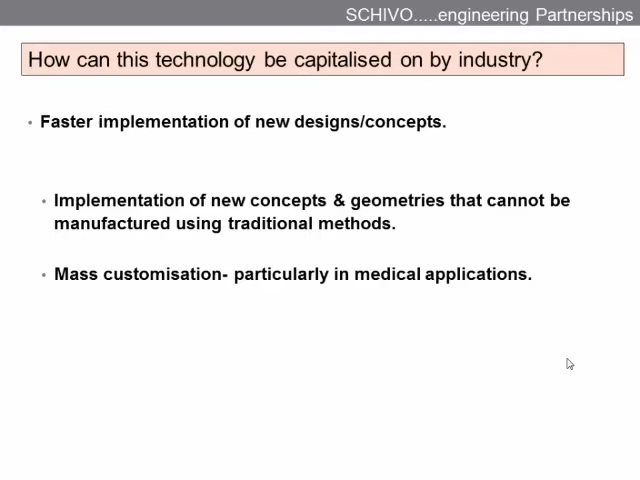 SCHIVO.....engineering Partnerships
How can this technology be capitalised on by industry?
• Faster implementation of new designs/concepts.
• Implementation of new concepts & geometries that cannot be
manufactured using traditional methods.
• Mass customisation- particularly in medical applications.